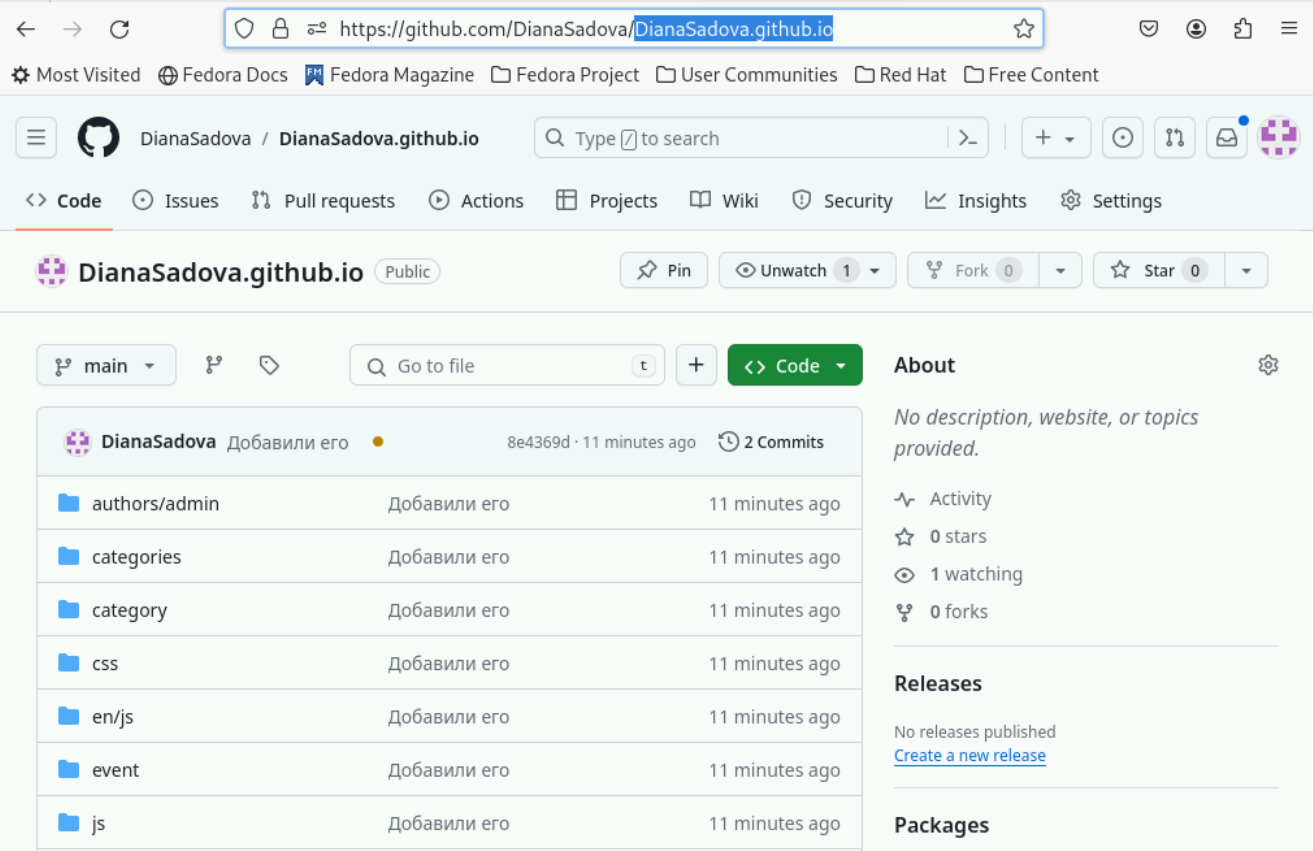 https://github.com/DianaSadova/DianaSadova.github.io
Most Visited Fedora Docs FM Fedora Magazine Fedora Project User Communities Red Hat Free Content
DianaSadova / DianaSadova.github.io Type / to search
Code Issues Pull requests Actions Projects Wiki Security Insights Settings
DianaSadova.github.io Public Pin Unwatch 1 Fork 0 Star 0
main Go to file t + Code
About
No description, website, or topics
provided.
DianaSadova Добавили его 8e4369d · 11 minutes ago 2 Commits
authors/admin Добавили его 11 minutes ago
categories Добавили его 11 minutes ago
category Добавили его 11 minutes ago
css Добавили его 11 minutes ago
en/js Добавили его 11 minutes ago
event Добавили его 11 minutes ago
js Добавили его 11 minutes ago
Activity
0 stars
1 watching
0 forks
Releases
No releases published
Create a new release
Packages